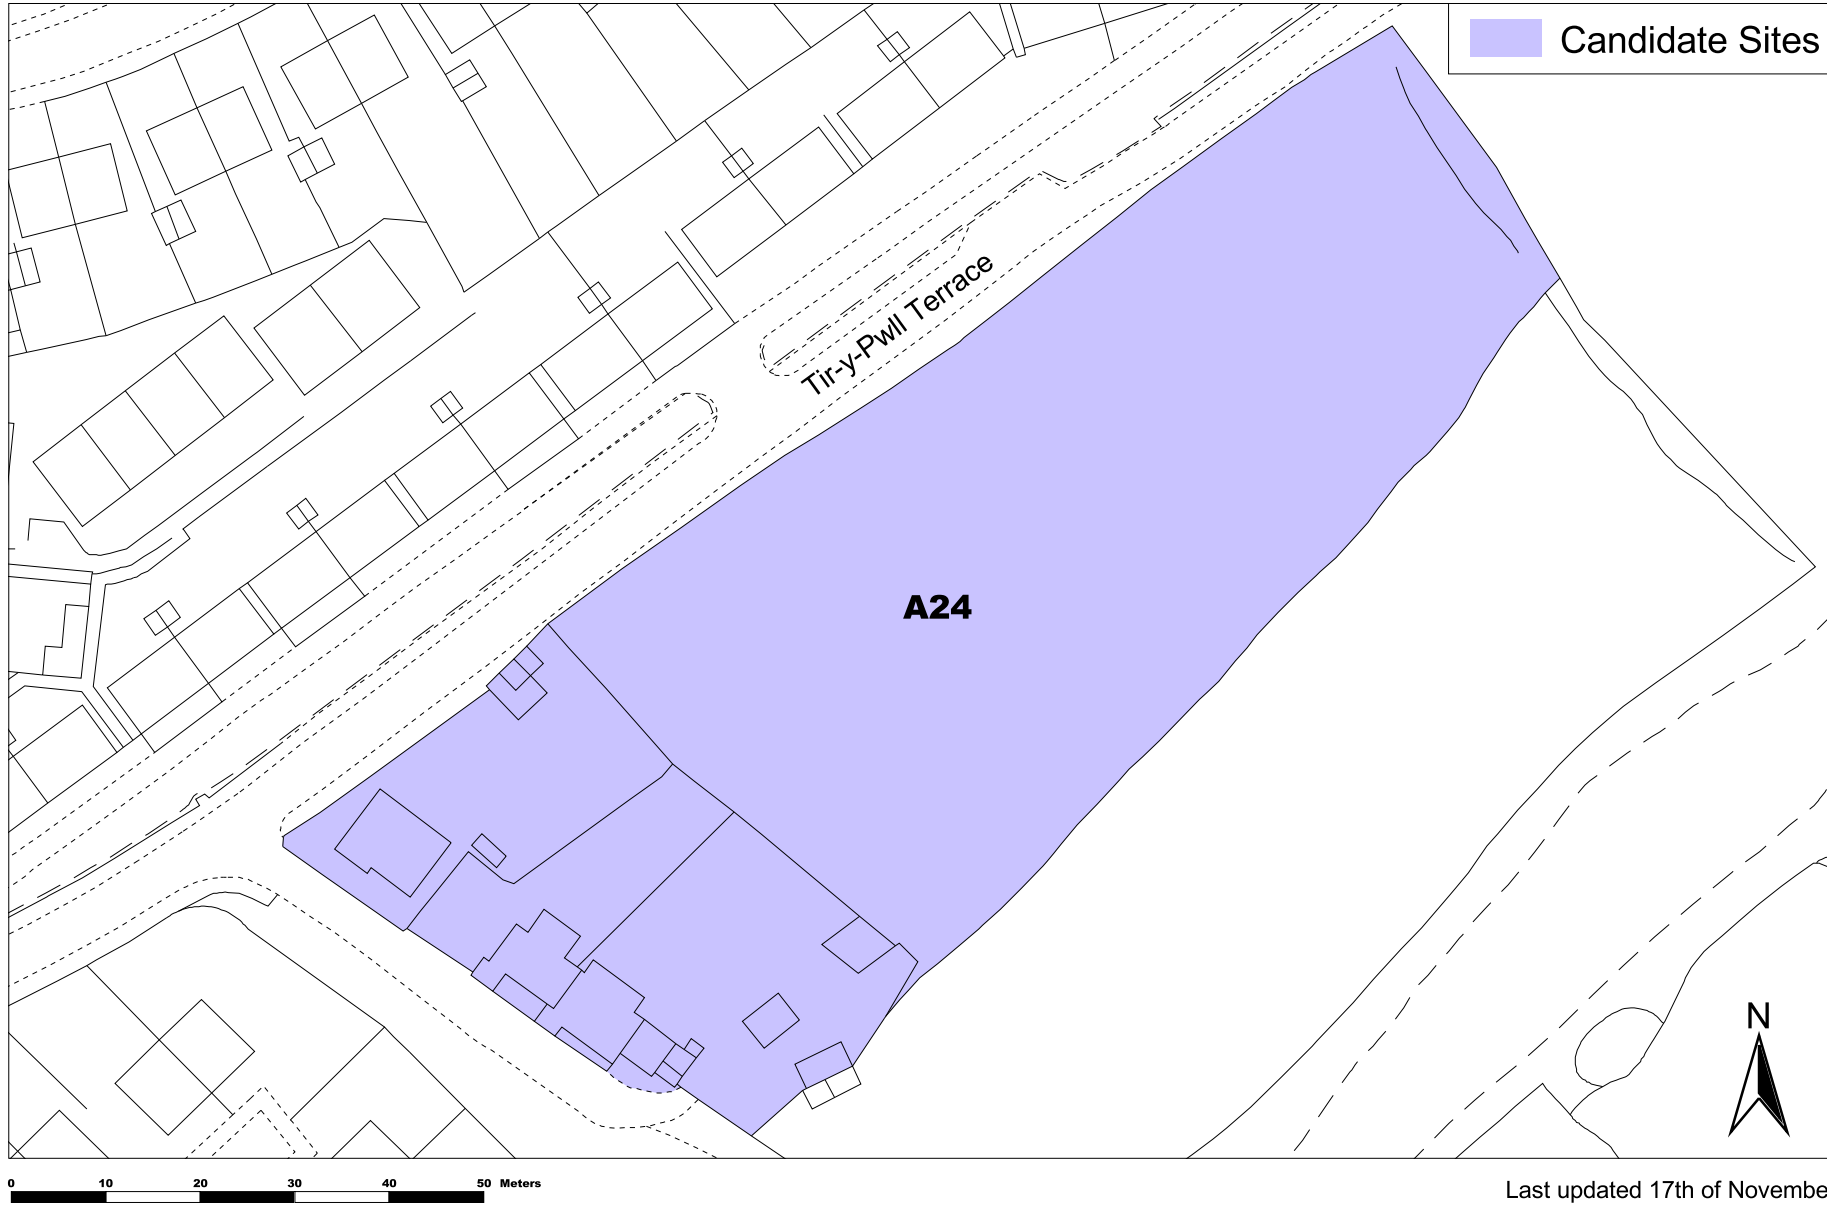 Candidate Sites
Tir-y-Pwll Terrace
A24
N
0 10 20 30 40 50 Meters
Last updated 17th of Novembe